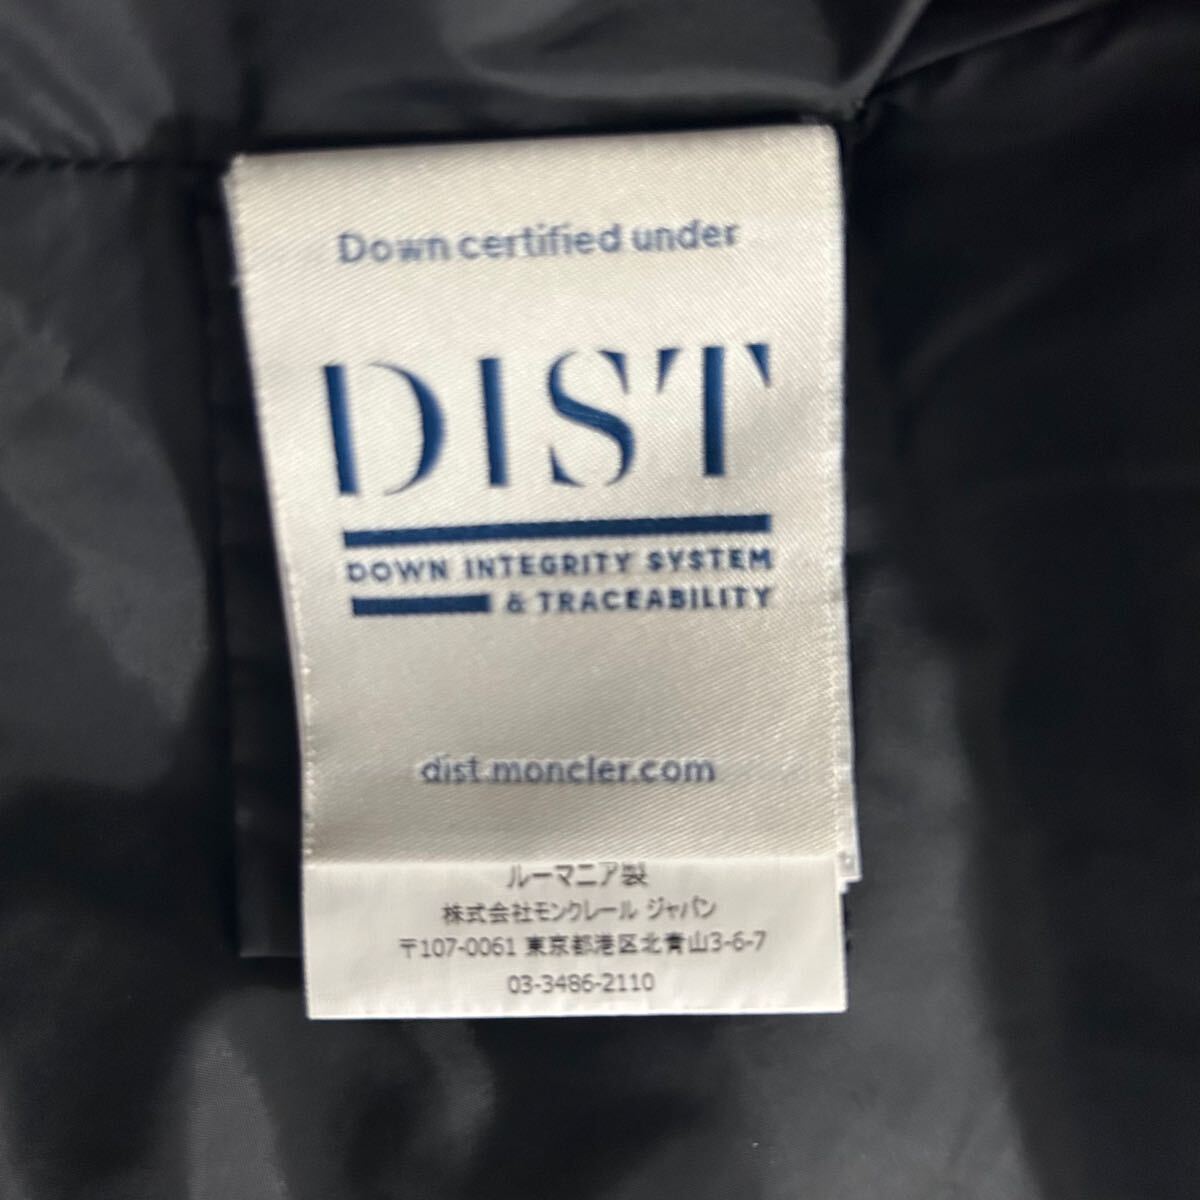 Down certified under
DIST
DOWN INTEGRITY SYSTEM
& TRACEABILITY
dist.moncler.com
ルーマニア製
株式会社モンクレール ジャパン
〒107-0061 東京都港区北青山3-6-7
03-3486-2110